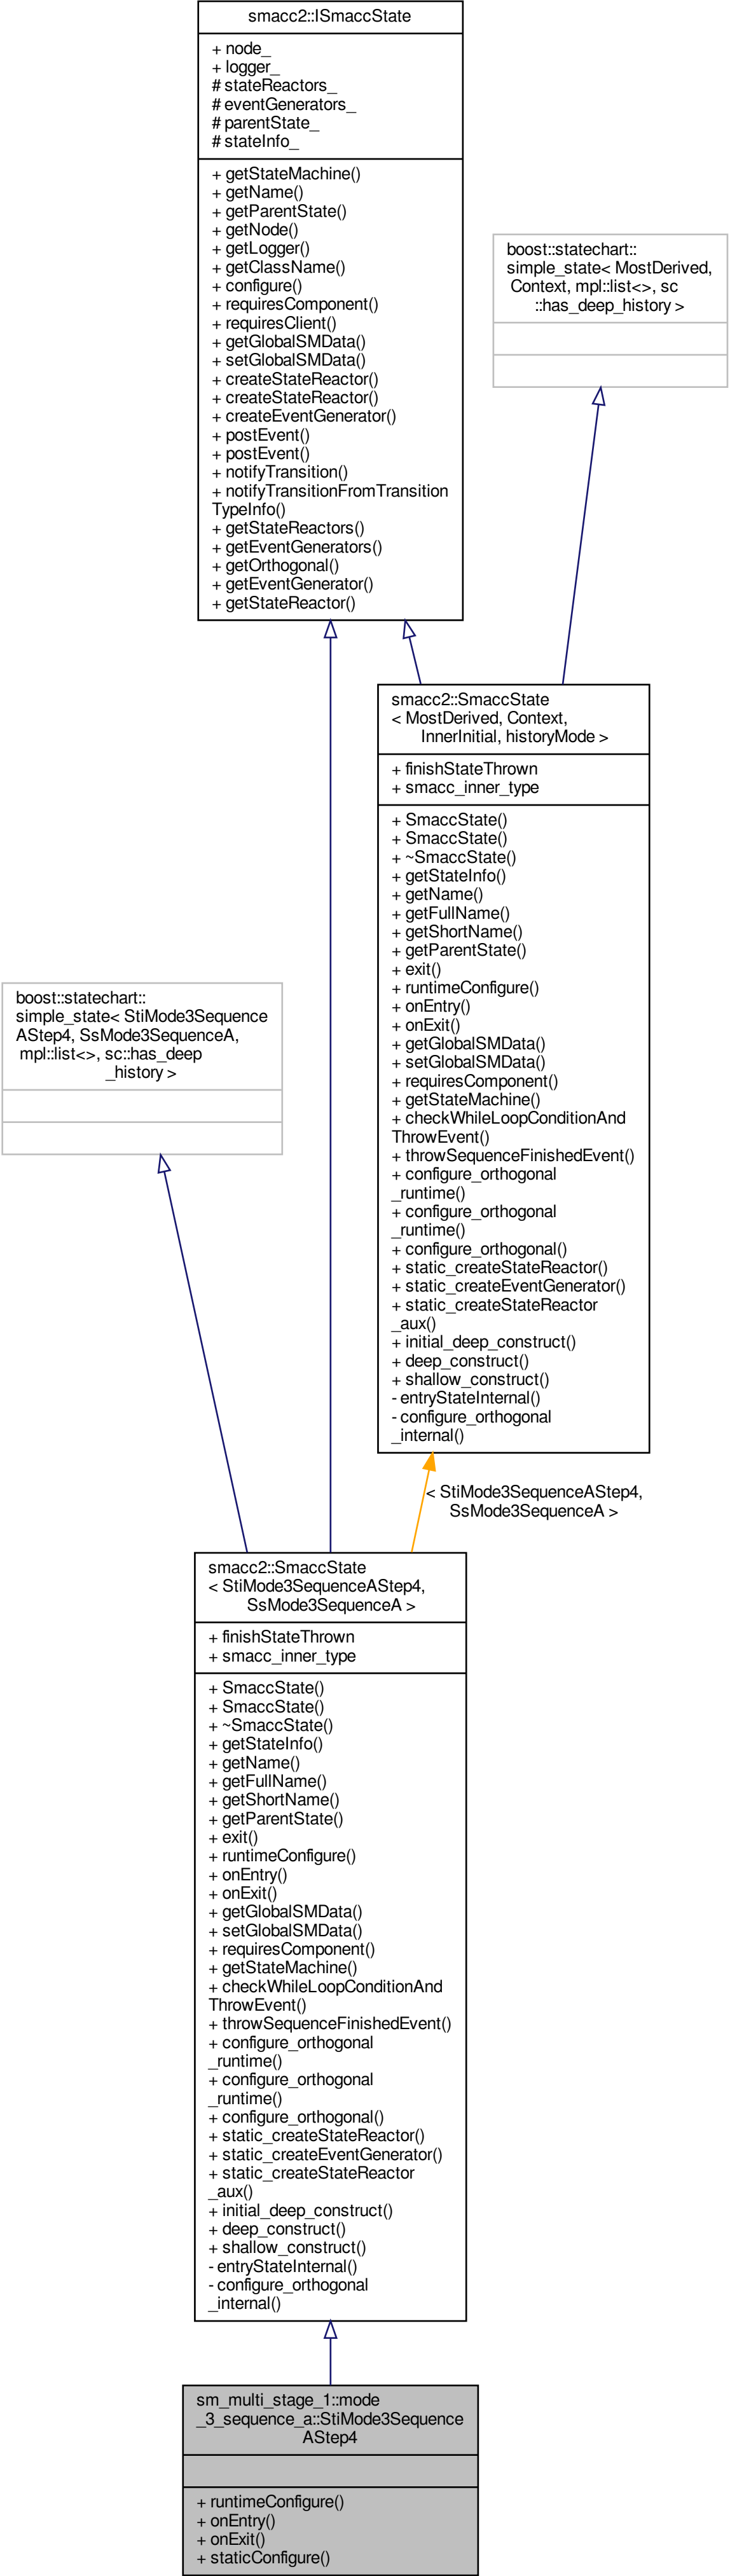 smacc2::ISmaccState
+ node_
+ logger_
# stateReactors_
# eventGenerators_
# parentState_
# stateInfo_
+ getStateMachine()
+ getName()
+ getParentState()
+ getNode()
+ getLogger()
+ getClassName()
+ configure()
+ requiresComponent()
+ requiresClient()
+ getGlobalSMData()
+ setGlobalSMData()
+ createStateReactor()
+ createStateReactor()
+ createEventGenerator()
+ postEvent()
+ postEvent()
+ notifyTransition()
+ notifyTransitionFromTransition
TypeInfo()
+ getStateReactors()
+ getEventGenerators()
+ getOrthogonal()
+ getEventGenerator()
+ getStateReactor()
boost::statechart::
simple_state< MostDerived,
Context, mpl::list<>, sc
::has_deep_history >
smacc2::SmaccState
< MostDerived, Context,
InnerInitial, historyMode >
+ finishStateThrown
+ smacc_inner_type
+ SmaccState()
+ SmaccState()
+ ~SmaccState()
+ getStateInfo()
+ getName()
+ getFullName()
+ getShortName()
+ getParentState()
+ exit()
+ runtimeConfigure()
+ onEntry()
+ onExit()
+ getGlobalSMData()
+ setGlobalSMData()
+ requiresComponent()
+ getStateMachine()
+ checkWhileLoopConditionAnd
ThrowEvent()
+ throwSequenceFinishedEvent()
+ configure_orthogonal
_runtime()
+ configure_orthogonal
_runtime()
+ configure_orthogonal()
+ static_createStateReactor()
+ static_createEventGenerator()
+ static_createStateReactor
_aux()
+ initial_deep_construct()
+ deep_construct()
+ shallow_construct()
- entryStateInternal()
- configure_orthogonal
_internal()
boost::statechart::
simple_state< StiMode3Sequence
AStep4, SsMode3SequenceA,
mpl::list<>, sc::has_deep
_history >
< StiMode3SequenceAStep4,
SsMode3SequenceA >
smacc2::SmaccState
< StiMode3SequenceAStep4,
SsMode3SequenceA >
+ finishStateThrown
+ smacc_inner_type
+ SmaccState()
+ SmaccState()
+ ~SmaccState()
+ getStateInfo()
+ getName()
+ getFullName()
+ getShortName()
+ getParentState()
+ exit()
+ runtimeConfigure()
+ onEntry()
+ onExit()
+ getGlobalSMData()
+ setGlobalSMData()
+ requiresComponent()
+ getStateMachine()
+ checkWhileLoopConditionAnd
ThrowEvent()
+ throwSequenceFinishedEvent()
+ configure_orthogonal
_runtime()
+ configure_orthogonal
_runtime()
+ configure_orthogonal()
+ static_createStateReactor()
+ static_createEventGenerator()
+ static_createStateReactor
_aux()
+ initial_deep_construct()
+ deep_construct()
+ shallow_construct()
- entryStateInternal()
- configure_orthogonal
_internal()
sm_multi_stage_1::mode
_3_sequence_a::StiMode3Sequence
AStep4
+ runtimeConfigure()
+ onEntry()
+ onExit()
+ staticConfigure()